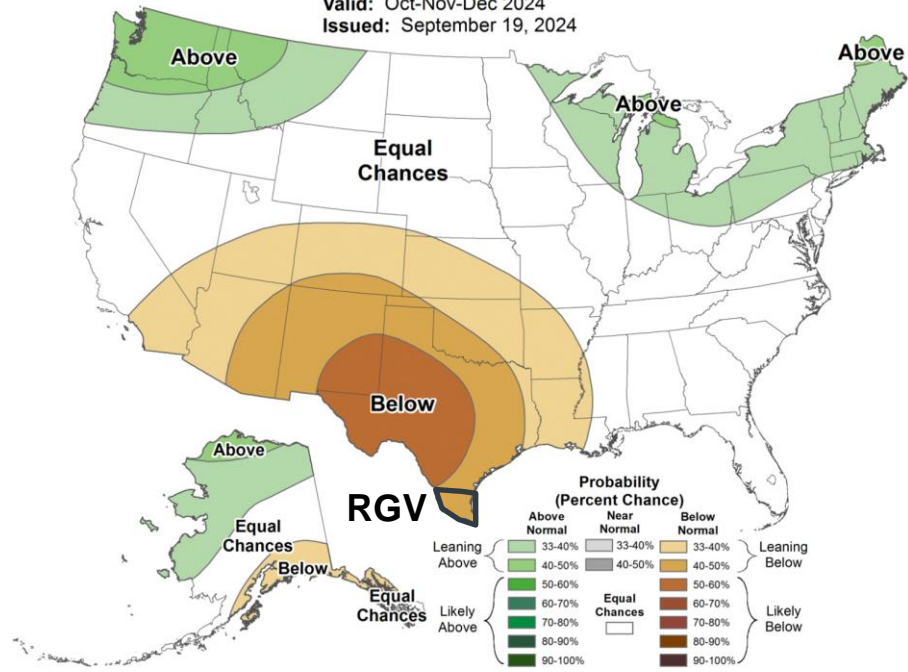 Valid: Oct-Nov-Dec 2024
Issued: September 19, 2024
Above
Above
Above
Equal
Chances
Below
Above
Equal
Chances
Below
Equal
Chances
RGV
Probability
(Percent Chance)
Above
Normal
Near
Normal
Below
Normal
Leaning
Above
33-40%
33-40%
33-40%
Leaning
Below
40-50%
40-50%
40-50%
Likely
Above
50-60%
60-70%
70-80%
80-90%
90-100%
Equal
Chances
50-60%
60-70%
70-80%
80-90%
90-100%
Likely
Below